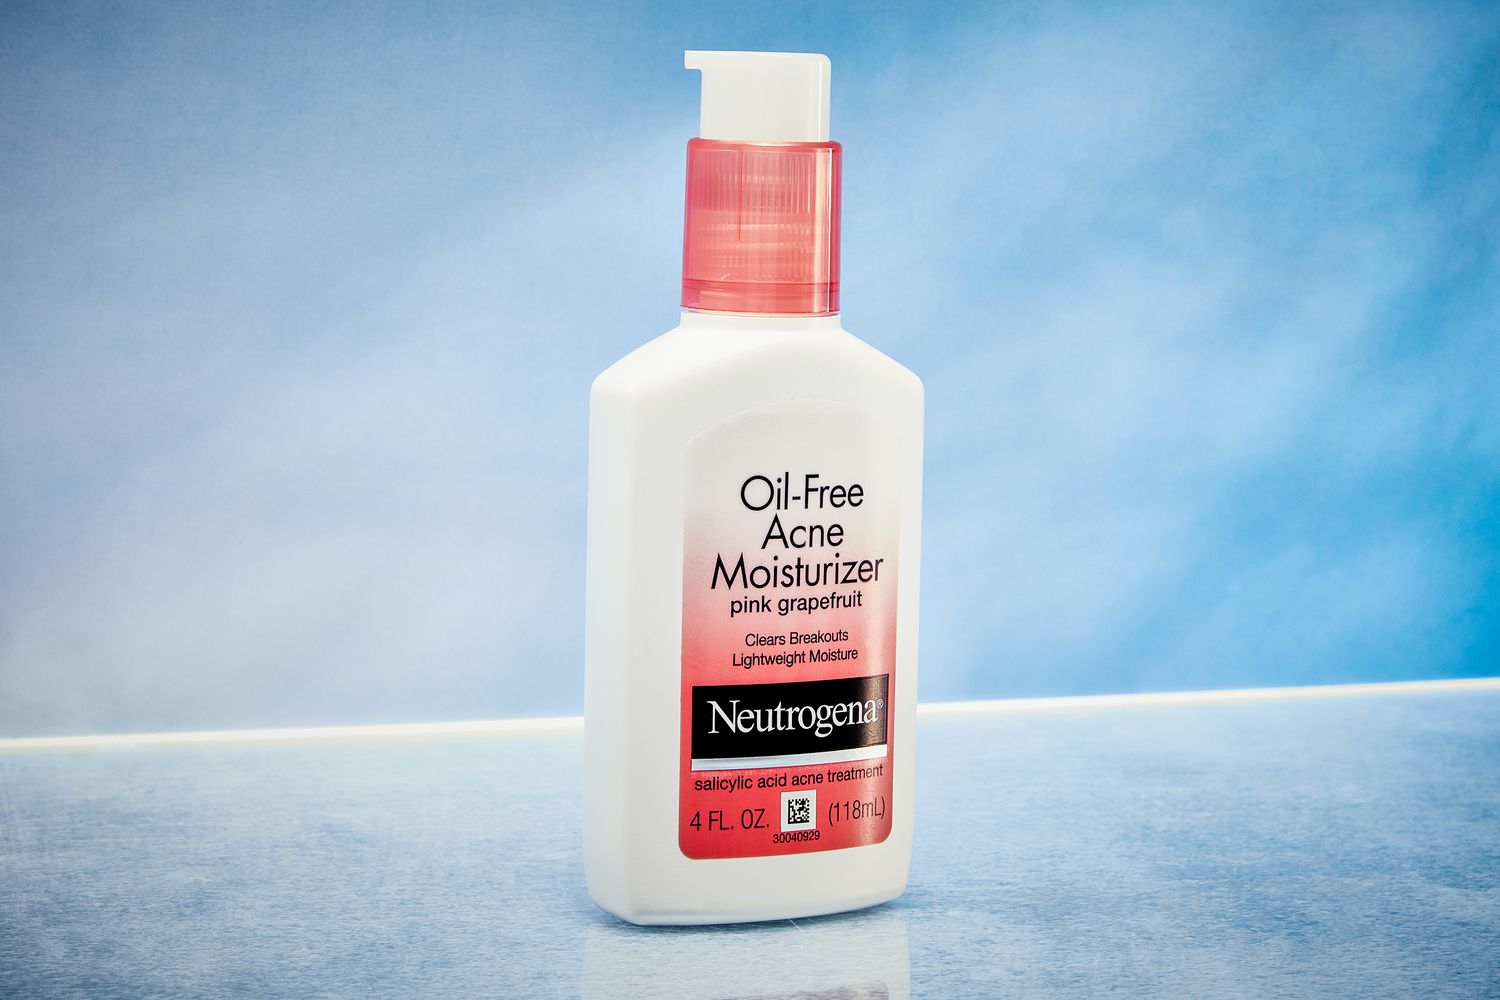 Oil-Free
Acne
Moisturizer
pink grapefruit
Clears Breakouts
Lightweight Moisture
Neutrogena®
salicylic acid acne treatment
4 FL. OZ. (118mL)
30040929